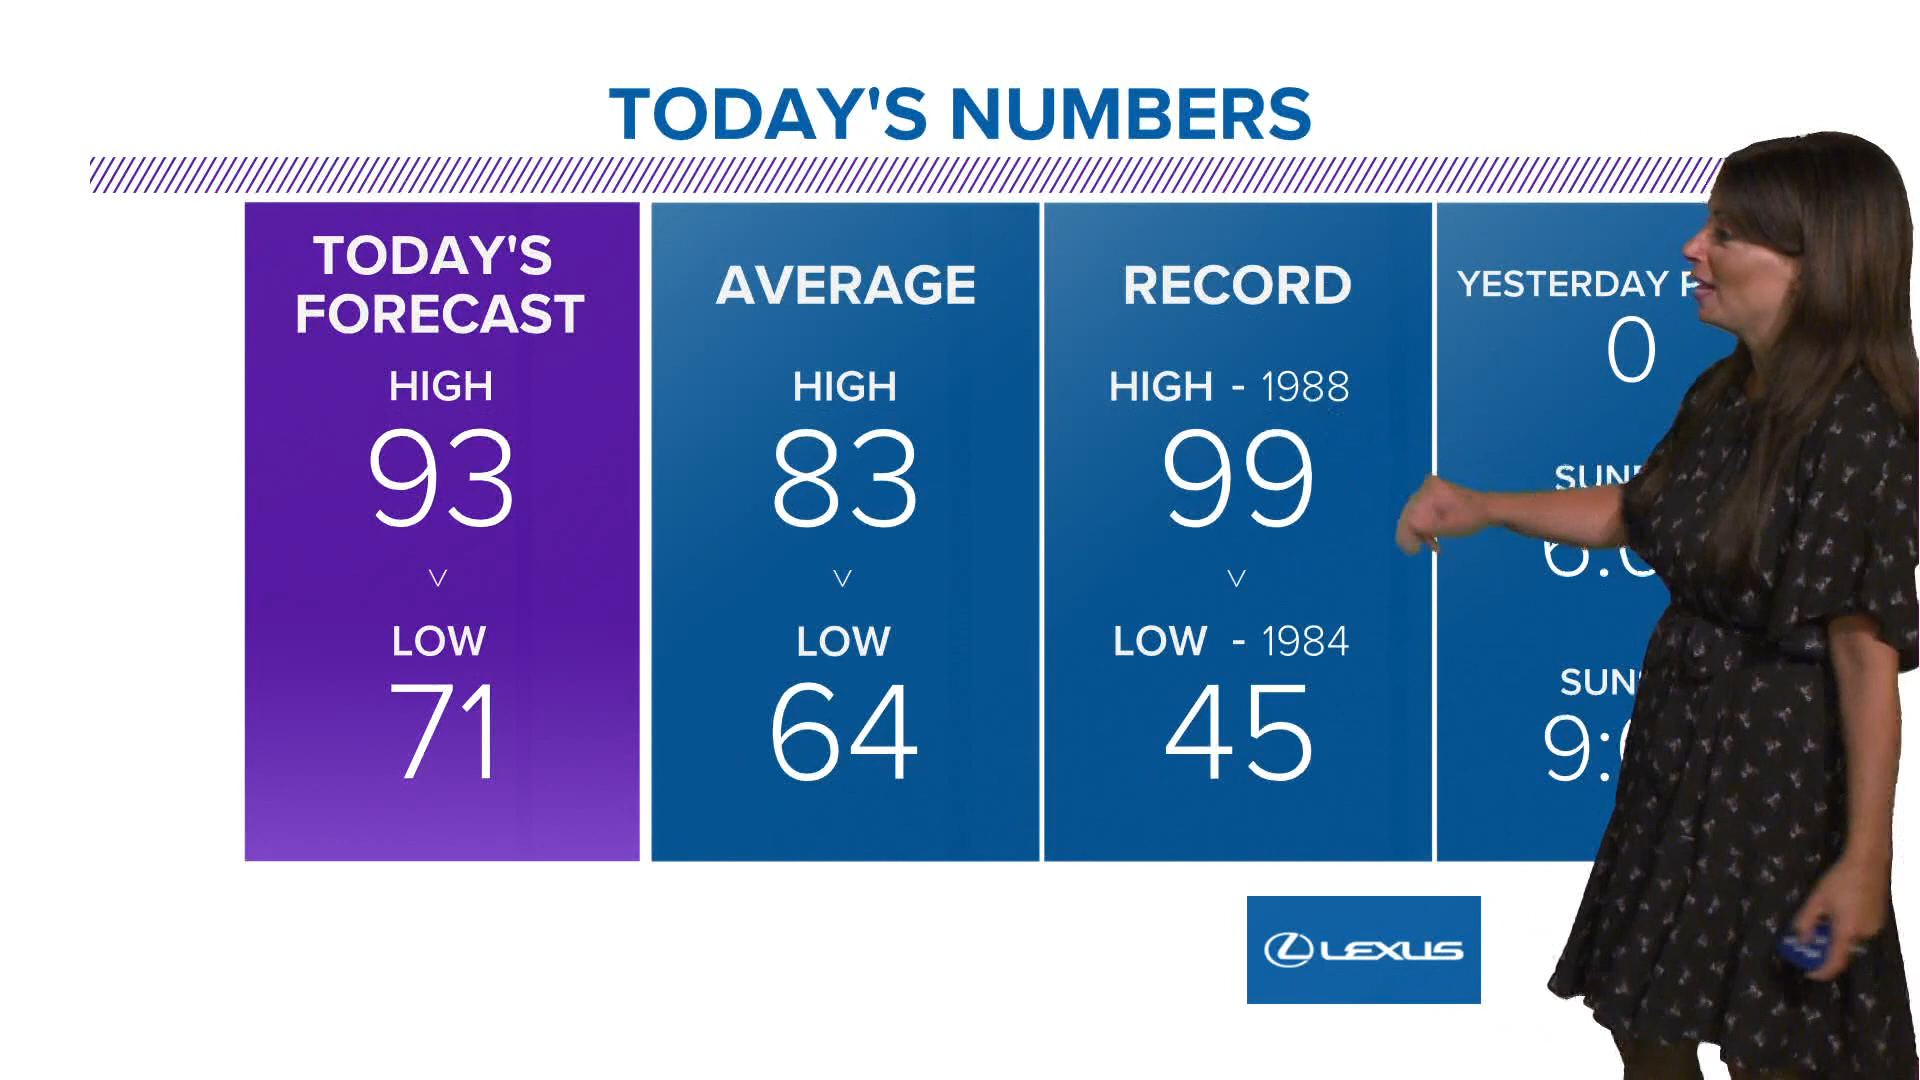 TODAY'S NUMBERS
TODAY'S
FORECAST
HIGH
93
LOW
71
AVERAGE
HIGH
83
LOW
64
RECORD
HIGH - 1988
99
LOW - 1984
45
YESTERDAY
0
LEXUS